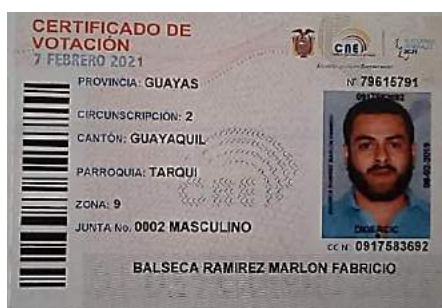 CERTIFICADO DE
VOTACIÓN
7 FEBRERO 2021
CNE
PROVINCIA: GUAYAS
Nº 79615791
CIRCUNSCRIPCIÓN: 2
CANTÓN: GUAYAQUIL
PARROQUIA: TARQUI
ZONA: 9
JUNTA No. 0002 MASCULINO
CC N: 0917583692
BALSECA RAMIREZ MARLON FABRICIO